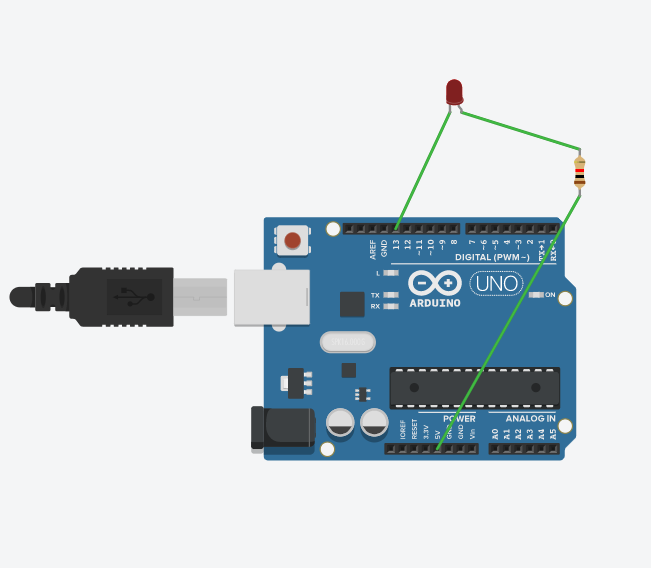 AREF
GND
13
12
~11
~10
~9
8
7
~6
~5
4
~3
2
TX→1
DIGITAL (PWM~)
L
TX
RX
ARDUINO
UNO
ON
POWER
ANALOG IN
IOREF
RESET
3.3V
5V
GND
GND
Vin
A0
A1
A2
A3
A4
A5